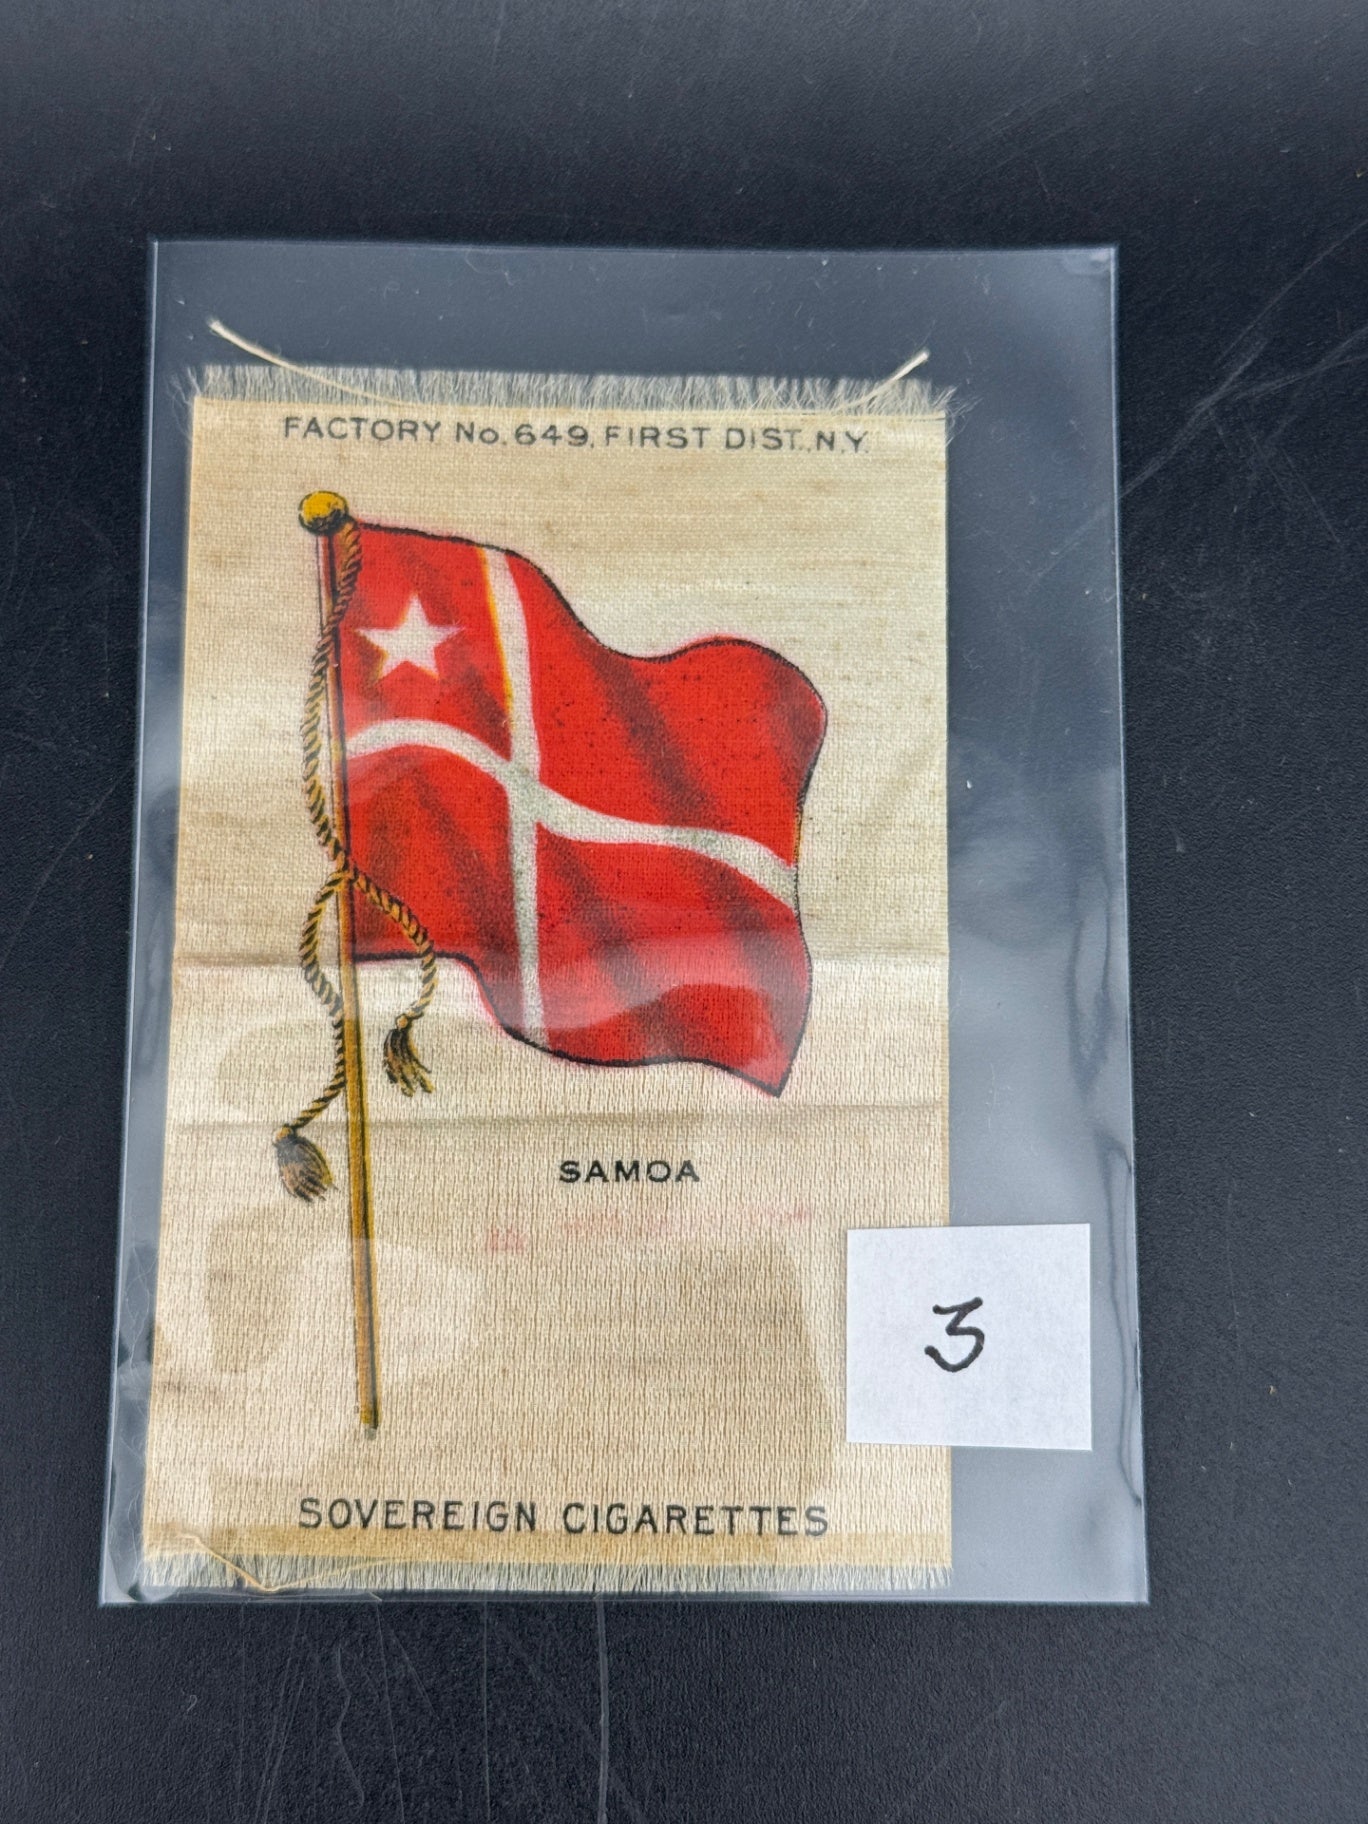 FACTORY No. 649, FIRST DIST., N.Y.
SAMOA
3
SOVEREIGN CIGARETTES